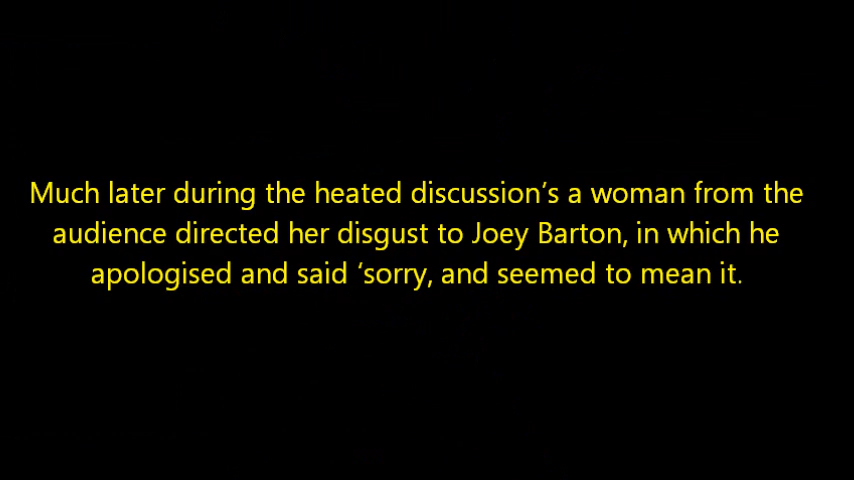 Much later during the heated discussion’s a woman from the
audience directed her disgust to Joey Barton, in which he
apologised and said ‘sorry, and seemed to mean it.